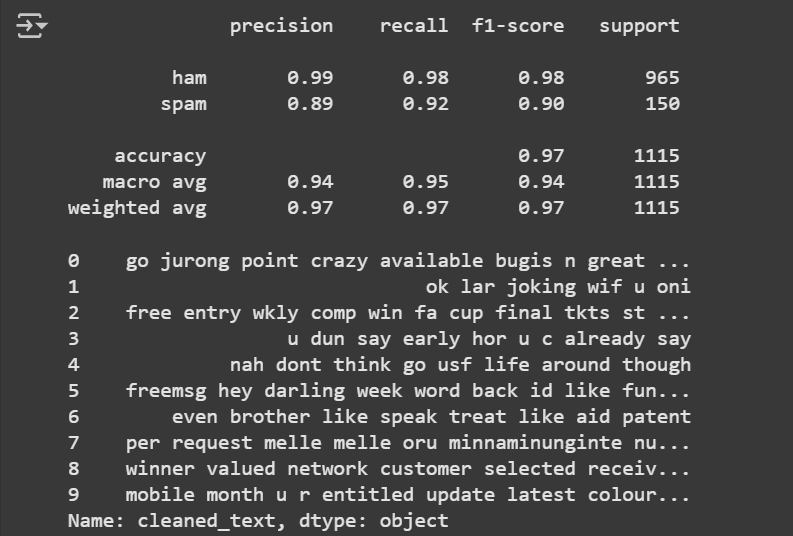 precision recall f1-score support
ham 0.99 0.98 0.98 965
spam 0.89 0.92 0.90 150
accuracy 0.97 1115
macro avg 0.94 0.95 0.94 1115
weighted avg 0.97 0.97 0.97 1115
0 go jurong point crazy available bugis n great ...
1 ok lar joking wif u oni
2 free entry wkly comp win fa cup final tkts st ...
3 u dun say early hor u c already say
4 nah dont think go usf life around though
5 freemsg hey darling week word back id like fun...
6 even brother like speak treat like aid patent
7 per request melle melle oru minnaminunginte nu...
8 winner valued network customer selected receiv...
9 mobile month u r entitled update latest colour...
Name: cleaned_text, dtype: object